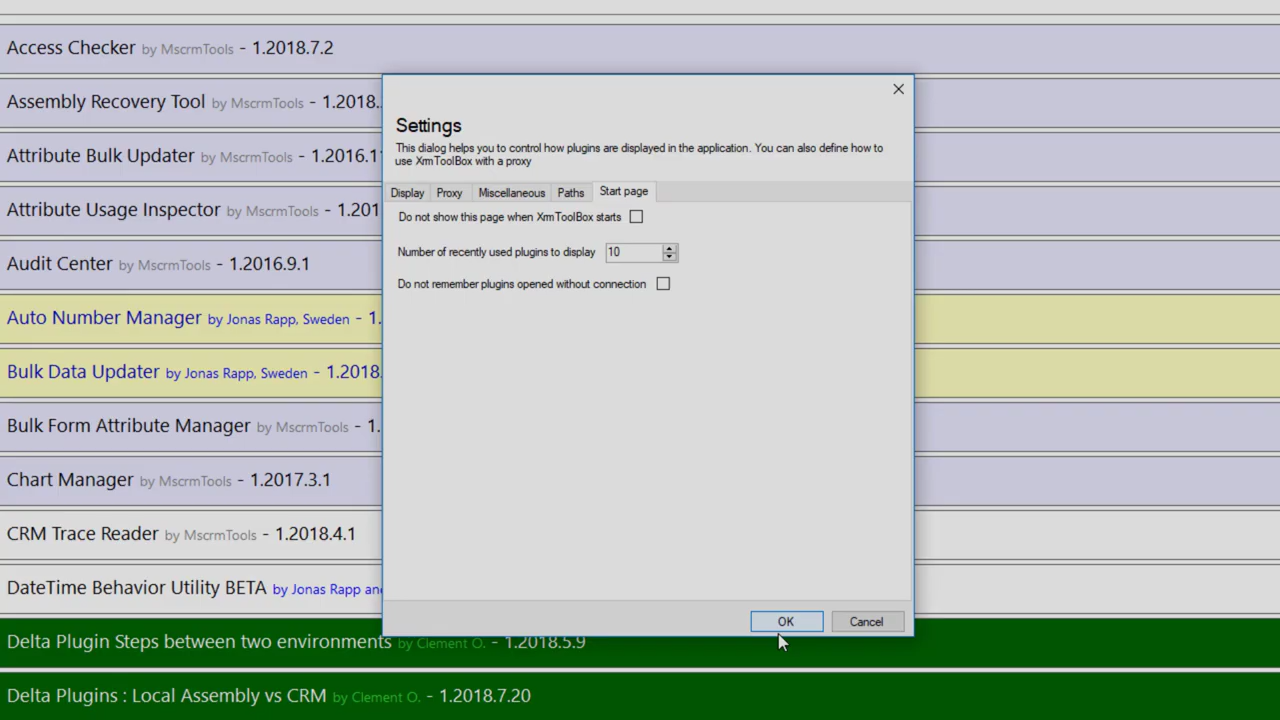 Access Checker by MscrmTools - 1.2018.7.2
Assembly Recovery Tool by MscrmTools - 1.2018.
Attribute Bulk Updater by MscrmTools - 1.2016.1
Attribute Usage Inspector by MscrmTools - 1.201
Audit Center by MscrmTools - 1.2016.9.1
Auto Number Manager by Jonas Rapp, Sweden - 1.
Bulk Data Updater by Jonas Rapp, Sweden - 1.2018.
Bulk Form Attribute Manager by MscrmTools - 1.
Chart Manager by MscrmTools - 1.2017.3.1
CRM Trace Reader by MscrmTools - 1.2018.4.1
DateTime Behavior Utility BETA by Jonas Rapp an
Delta Plugin Steps between two environments by Clement O. - 1.2018.5.9
Delta Plugins : Local Assembly vs CRM by Clement O. - 1.2018.7.20
Settings
This dialog helps you to control how plugins are displayed in the application. You can also define how to
use XrmToolBox with a proxy
Display Proxy Miscellaneous Paths Start page
Do not show this page when XrmToolBox starts
Number of recently used plugins to display 10
Do not remember plugins opened without connection
OK Cancel